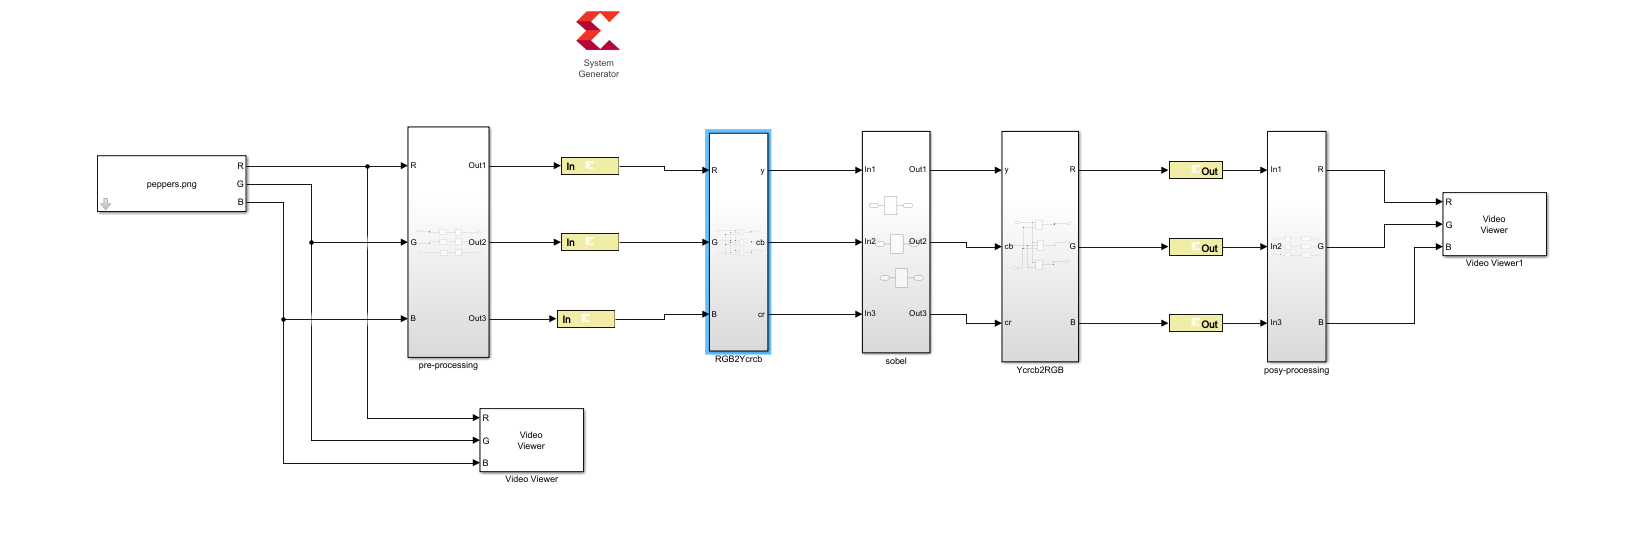 System
Generator
peppers.png
R
G
B
R
G
B
Out1
Out2
Out3
pre-processing
In
In
In
R
G
B
y
cb
cr
RGB2Ycrcb
In1
In2
In3
Out1
Out2
Out3
sobel
y
cb
cr
R
G
B
Ycrcb2RGB
Out
Out
Out
In1
In2
In3
R
G
B
posy-processing
R
G
B
Video
Viewer
Video Viewer1
R
G
B
Video
Viewer
Video Viewer